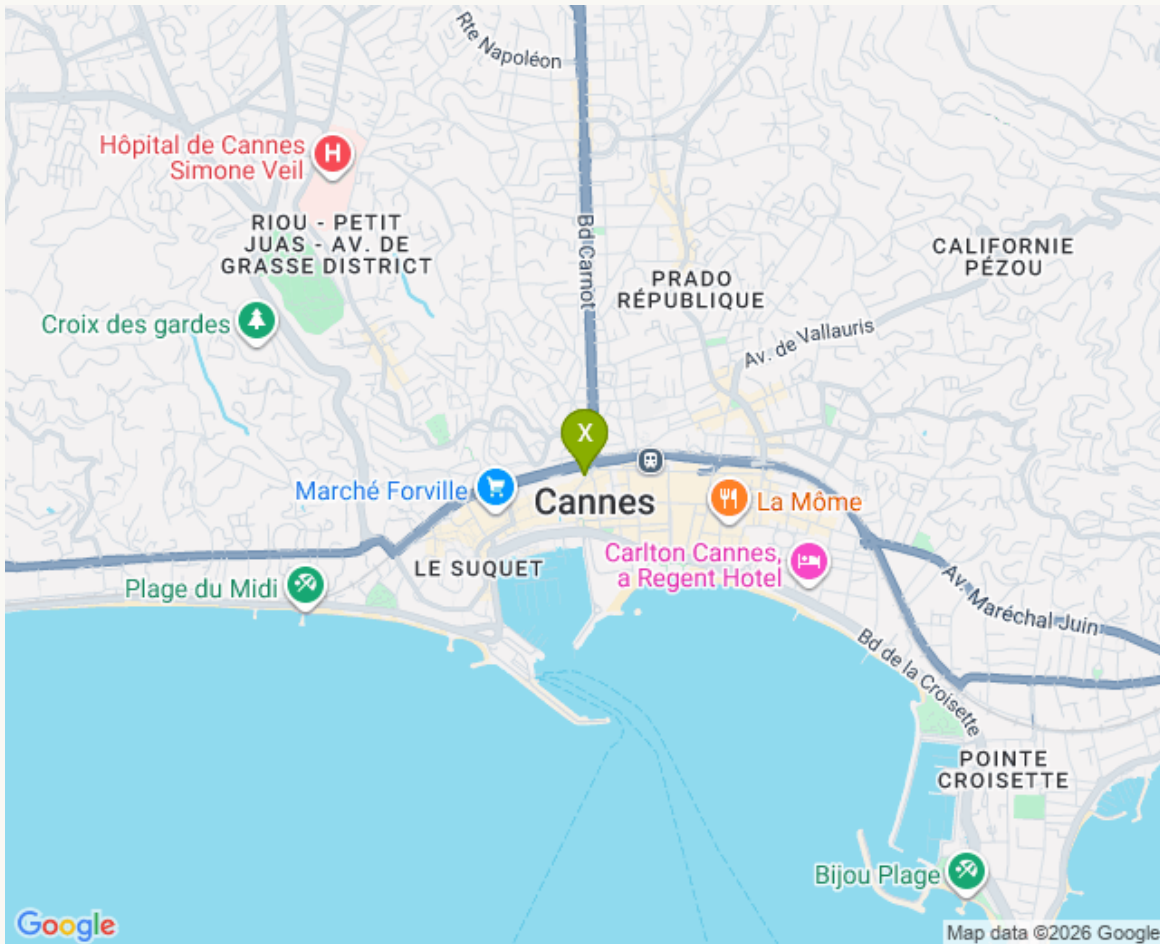 Rte Napoléon
Hôpital de Cannes
Simone Veil
H
RIOU - PETIT
JUAS - AV. DE
GRASSE DISTRICT
Bd Carnot
CALIFORNIE
PÉZOU
PRADO
RÉPUBLIQUE
Croix des gardes
Av. de Vallauris
X
Marché Forville
Cannes
La Môme
LE SUQUET
Carlton Cannes,
a Regent Hotel
Plage du Midi
Av. Maréchal Juin
Bd de la Croisette
POINTE
CROISETTE
Bijou Plage
Google
Map data ©2026 Google